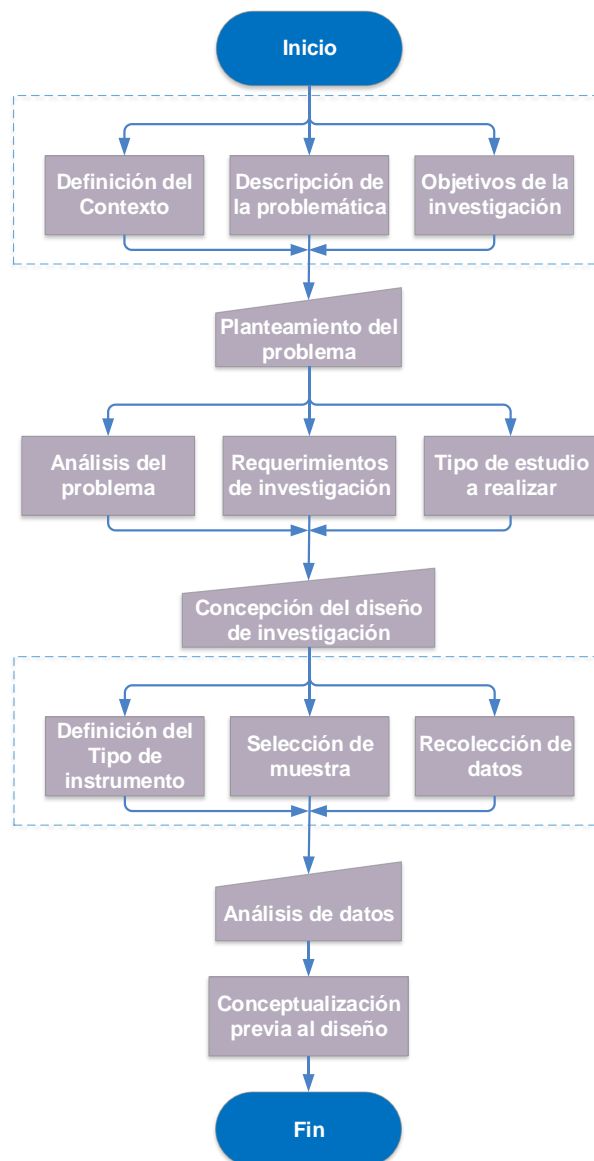 Inicio
Definición del
Contexto
Descripción de
la problemática
Objetivos de la
investigación
Planteamiento del
problema
Análisis del
problema
Requerimientos
de investigación
Tipo de estudio
a realizar
Concepción del diseño
de investigación
Definición del
Tipo de
instrumento
Selección de
muestra
Recolección de
datos
Análisis de datos
Conceptualización
previa al diseño
Fin